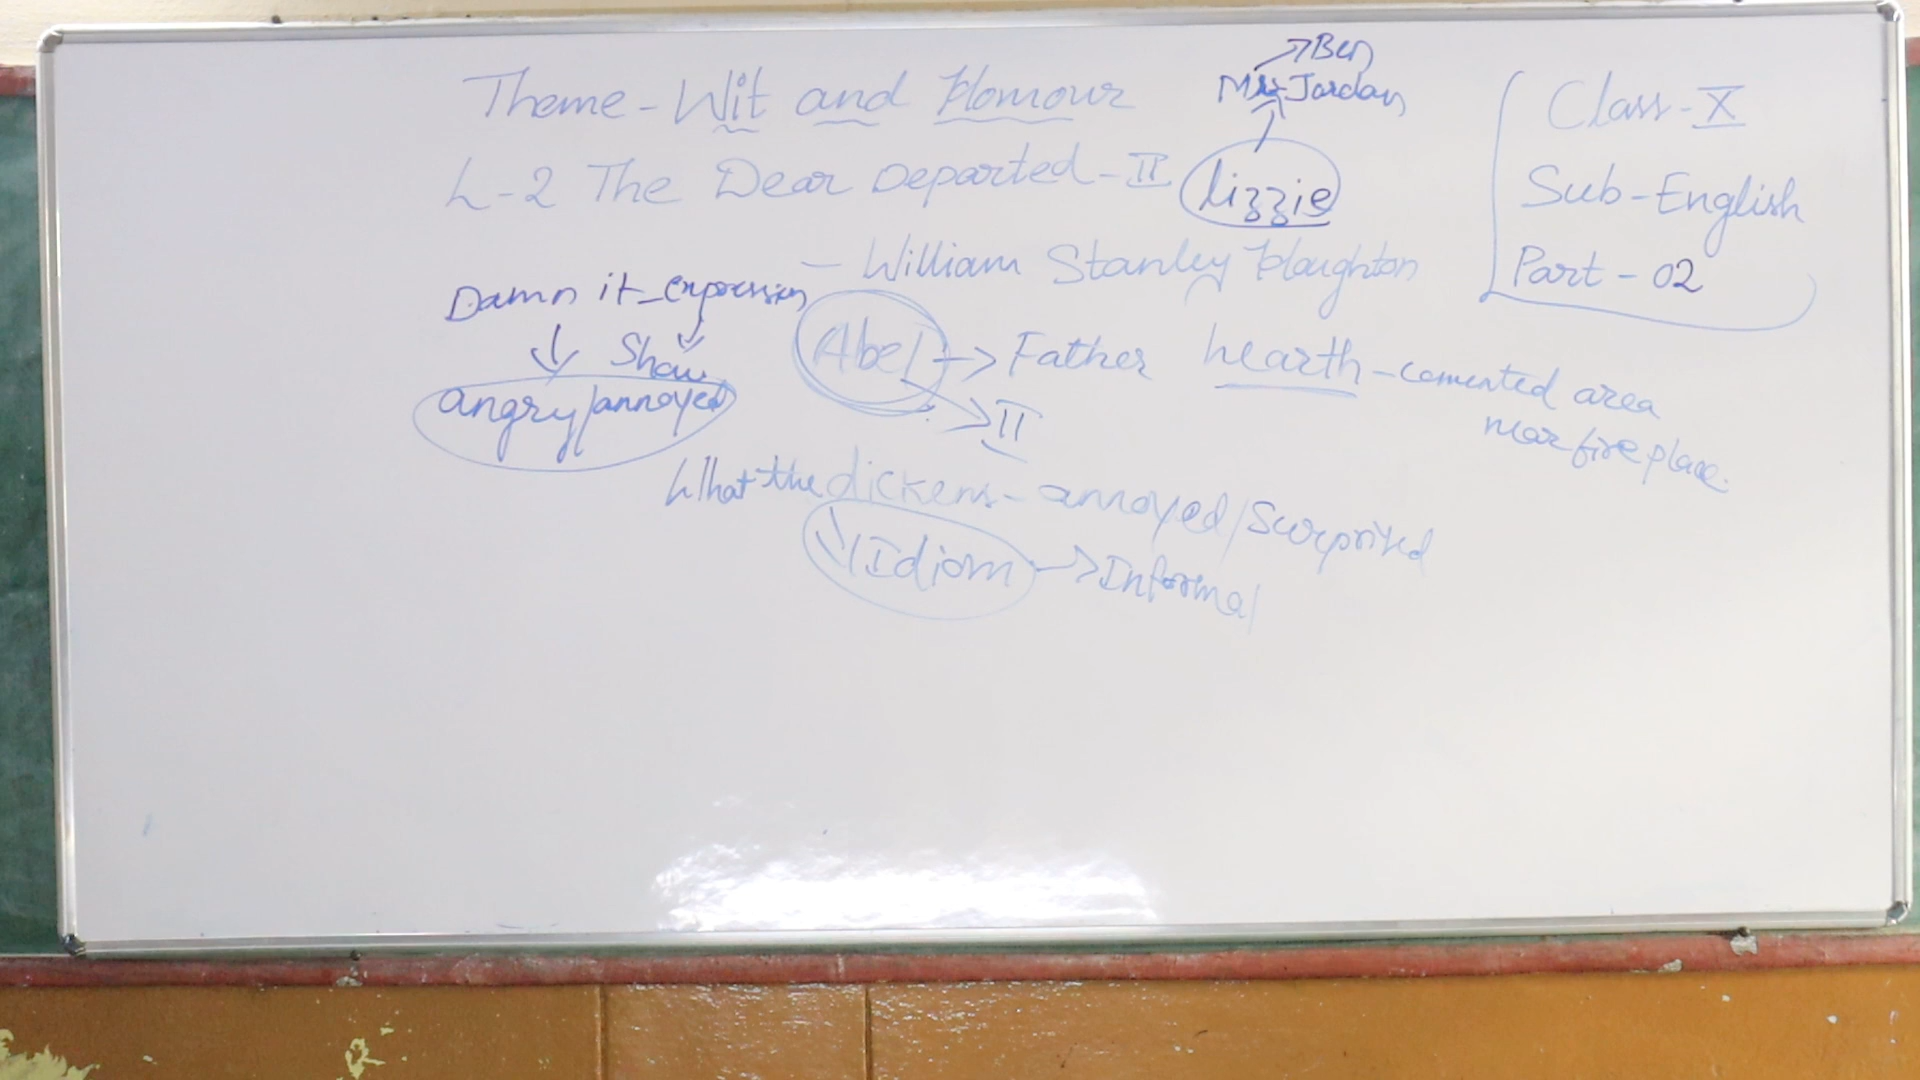 Theme - Wit and Homour
L-2 The Dear Departed - II
- William Stanley Houghton
Ben
Mrs Jordan
Lizzie
Class - X
Sub - English
Part - 02
Damn it - expression
Show
angry/annoyed
Abel → Father
II
hearth - cemented area
near fire place.
What the dickens - annoyed/Surprised
Idiom → Informal